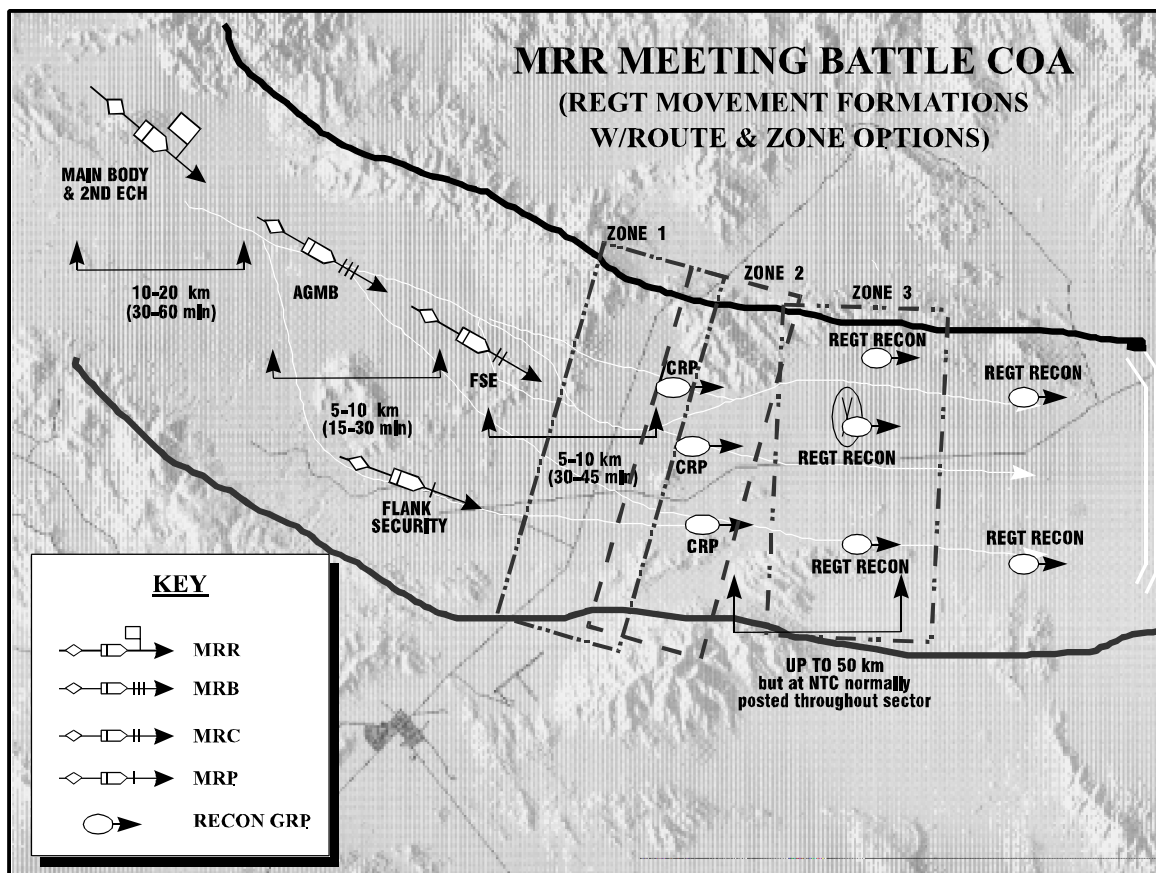 MRR MEETING BATTLE COA
(REGT MOVEMENT FORMATIONS
W/ROUTE & ZONE OPTIONS)
MAIN BODY
& 2ND ECH
10-20 km
(30-60 min)
AGMB
FSE
5-10 km
(15-30 min)
FLANK
SECURITY
5-10 km
(30-45 min)
ZONE 1
ZONE 2
ZONE 3
CRP
CRP
CRP
REGT RECON
REGT RECON
REGT RECON
REGT RECON
REGT RECON
UP TO 50 km
but at NTC normally
posted throughout sector
KEY
MRR
MRB
MRC
MRP
RECON GRP